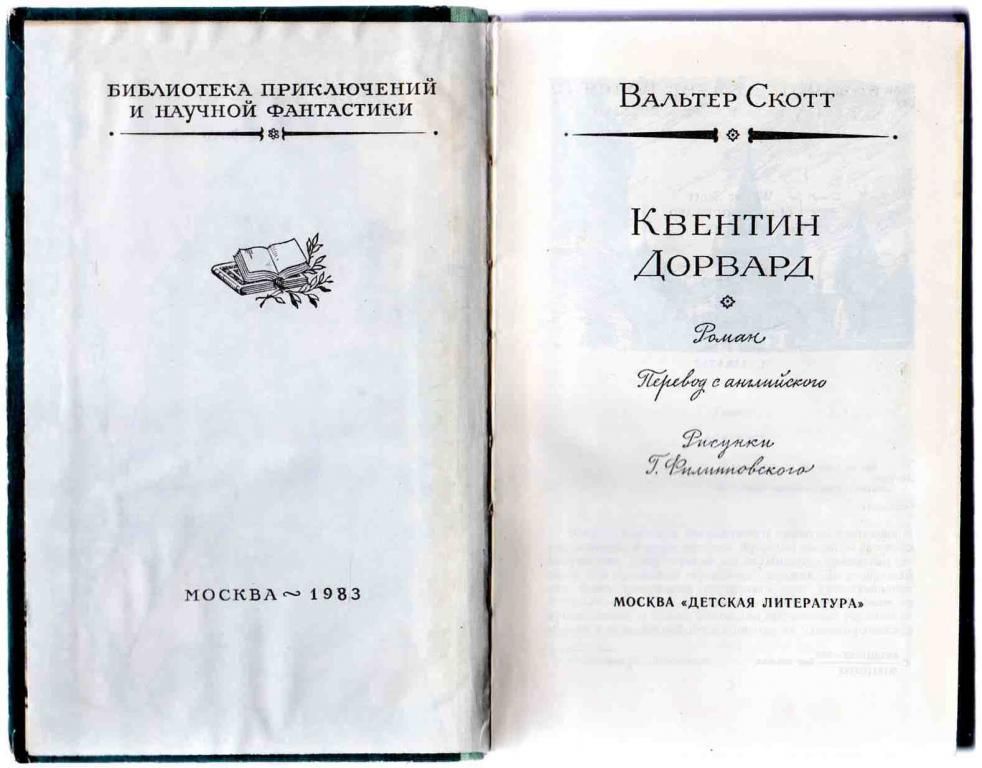 БИБЛИОТЕКА ПРИКЛЮЧЕНИЙ
И НАУЧНОЙ ФАНТАСТИКИ
МОСКВА ~ 1983
ВАЛЬТЕР СКОТТ
КВЕНТИН
ДОРВАРД
Роман
Перевод с английского
Рисунки
Г. Филипповского
МОСКВА «ДЕТСКАЯ ЛИТЕРАТУРА»